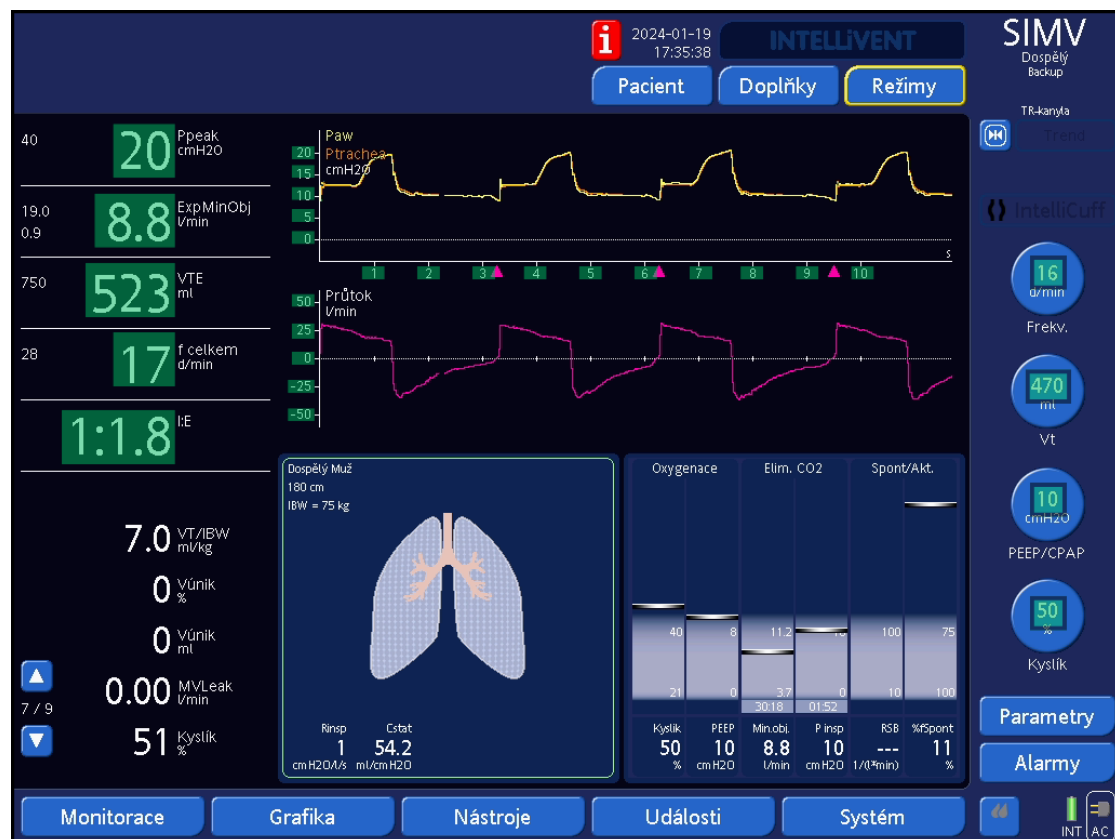 2024-01-19
17:35:38
INTELLiVENT
SIMV
Dospělý
Backup
Pacient
Doplňky
Režimy
TR-kanyla
Trend
40
20
Ppeak
cmH2O
19.0
0.9
8.8
ExpMinObj
l/min
750
523
VTE
ml
28
17
f celkem
d/min
1:1.8
I:E
Paw
Ptrachea
cmH2O
20
15
10
5
0
s
1 2 3 4 5 6 7 8 9 10
Průtok
l/min
50
25
0
-25
-50
IntelliCuff
16
d/min
Frekv.
470
ml
Vt
10
cmH2O
PEEP/CPAP
50
%
Kyslík
7.0
VT/IBW
ml/kg
0
Vúnik
%
0
Vúnik
ml
0.00
MVLeak
l/min
51
Kyslík
%
7 / 9
Dospělý Muž
180 cm
IBW = 75 kg
Rinsp
1
cmH2O/l/s
Cstat
54.2
ml/cmH2O
Oxygenace
Elim. CO2
Spont/Akt.
40 8 11.2 100 75
21 0 3.7 0 10 100
30:18 01:52
Kyslík PEEP Min.obj. P insp RSB %fSpont
50 10 8.8 10 --- 11
% cmH2O l/min cmH2O 1/(l*min) %
Parametry
Alarmy
Monitorace
Grafika
Nástroje
Události
Systém
INT
AC